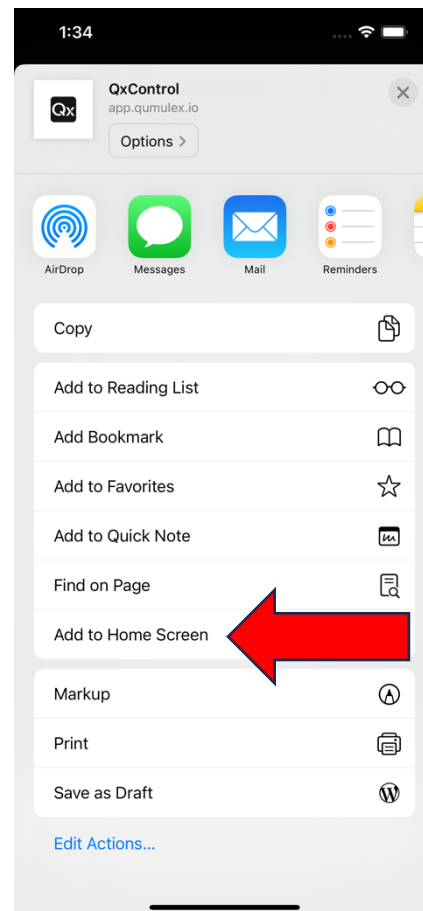 1:34
QxControl
Qx
app.qumulex.io
Options >
AirDrop
Messages
Mail
Reminders
Copy
Add to Reading List
Add Bookmark
Add to Favorites
Add to Quick Note
Find on Page
Add to Home Screen
Markup
Print
Save as Draft
Edit Actions...